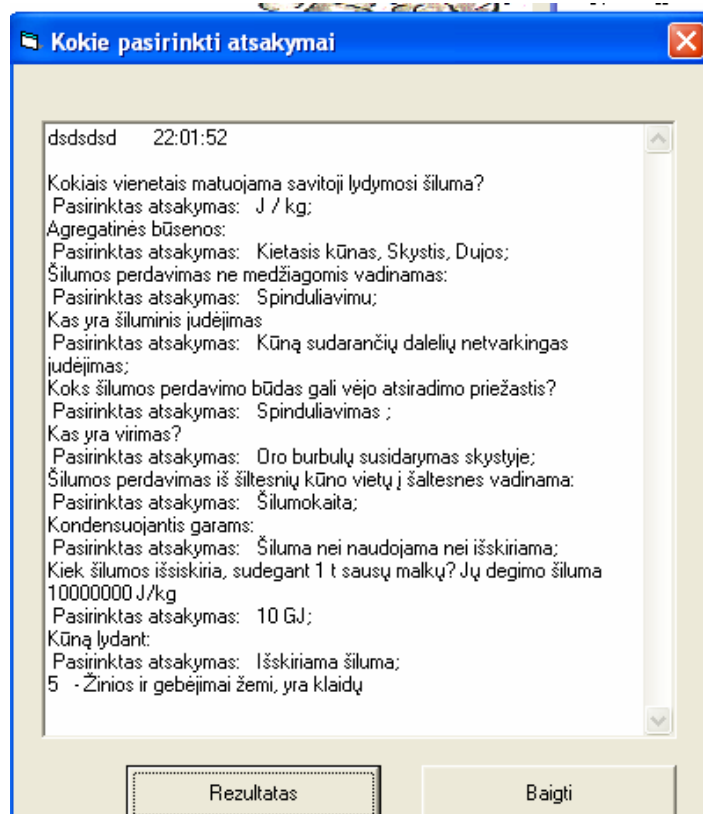 Kokie pasirinkti atsakymai
dsdsdsd 22:01:52
Kokiais vienetais matuojama savitoji lydymosi šiluma?
Pasirinktas atsakymas: J / kg;
Agregatinės būsenos:
Pasirinktas atsakymas: Kietasis kūnas, Skystis, Dujos;
Šilumos perdavimas ne medžiagomis vadinamas:
Pasirinktas atsakymas: Spinduliavimu;
Kas yra šiluminis judėjimas
Pasirinktas atsakymas: Kūną sudarančių dalelių netvarkingas
judėjimas;
Koks šilumos perdavimo būdas gali vėjo atsiradimo priežastis?
Pasirinktas atsakymas: Spinduliavimas ;
Kas yra virimas?
Pasirinktas atsakymas: Oro burbulų susidarymas skystyje;
Šilumos perdavimas iš šiltesnių kūno vietų į šaltesnes vadinama:
Pasirinktas atsakymas: Šilumokaita;
Kondensuojantis garams:
Pasirinktas atsakymas: Šiluma nei naudojama nei išskiriama;
Kiek šilumos išsiskiria, sudegant 1 t sausų malkų? Jų degimo šiluma
10000000 J/kg
Pasirinktas atsakymas: 10 GJ;
Kūną lydant:
Pasirinktas atsakymas: Išskiriama šiluma;
5 - Žinios ir gebėjimai žemi, yra klaidų
Rezultatas
Baigti